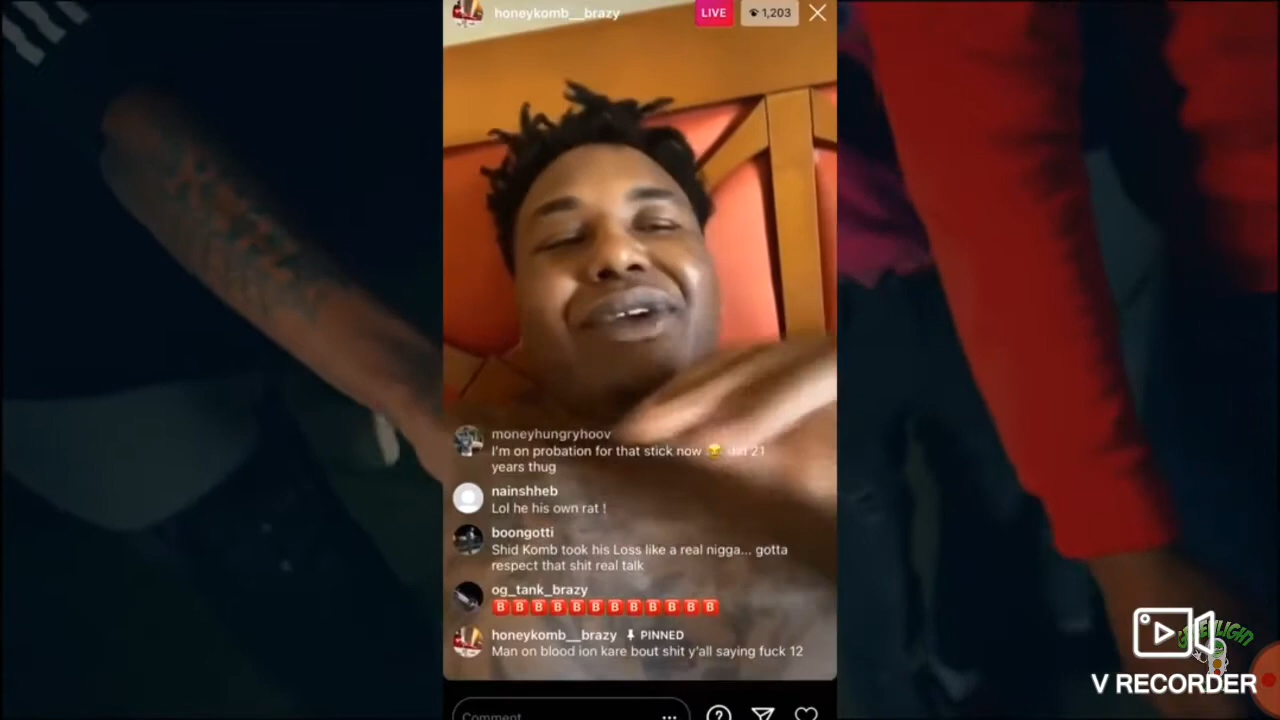 honeykomb__brazy
LIVE
1,203
moneyhungryhoov
I'm on probation for that stick now 21
years thug
nainshheb
Lol he his own rat !
boongotti
Shid Komb took his Loss like a real nigga... gotta
respect that shit real talk
og_tank_brazy
🅱🅱🅱🅱🅱🅱🅱🅱🅱🅱🅱🅱
honeykomb__brazy PINNED
Man on blood ion kare bout shit y'all saying fuck 12
Comment
V RECORDER